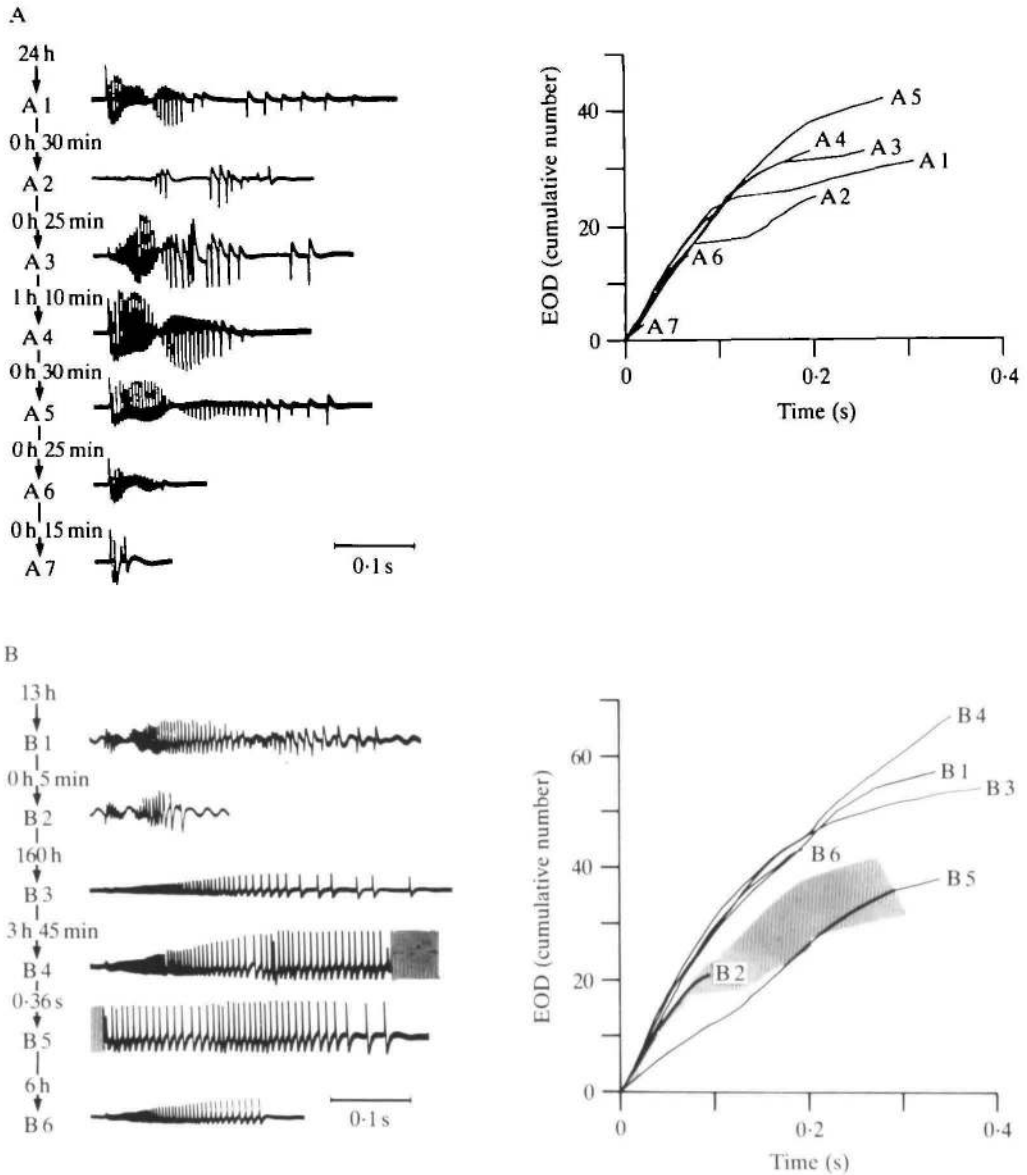 A
24 h
A 1
0 h 30 min
A 2
0 h 25 min
A 3
1 h 10 min
A 4
0 h 30 min
A 5
0 h 25 min
A 6
0 h 15 min
A 7
0·1 s
EOD (cumulative number)
40
20
0
A 5
A 4
A 3
A 1
A 2
A 6
A 7
0
0·2
0·4
Time (s)
B
13 h
B 1
0 h 5 min
B 2
160 h
B 3
3 h 45 min
B 4
0·36 s
B 5
6 h
B 6
0·1 s
EOD (cumulative number)
60
40
20
0
B 4
B 1
B 3
B 6
B 5
B 2
0
0·2
0·4
Time (s)